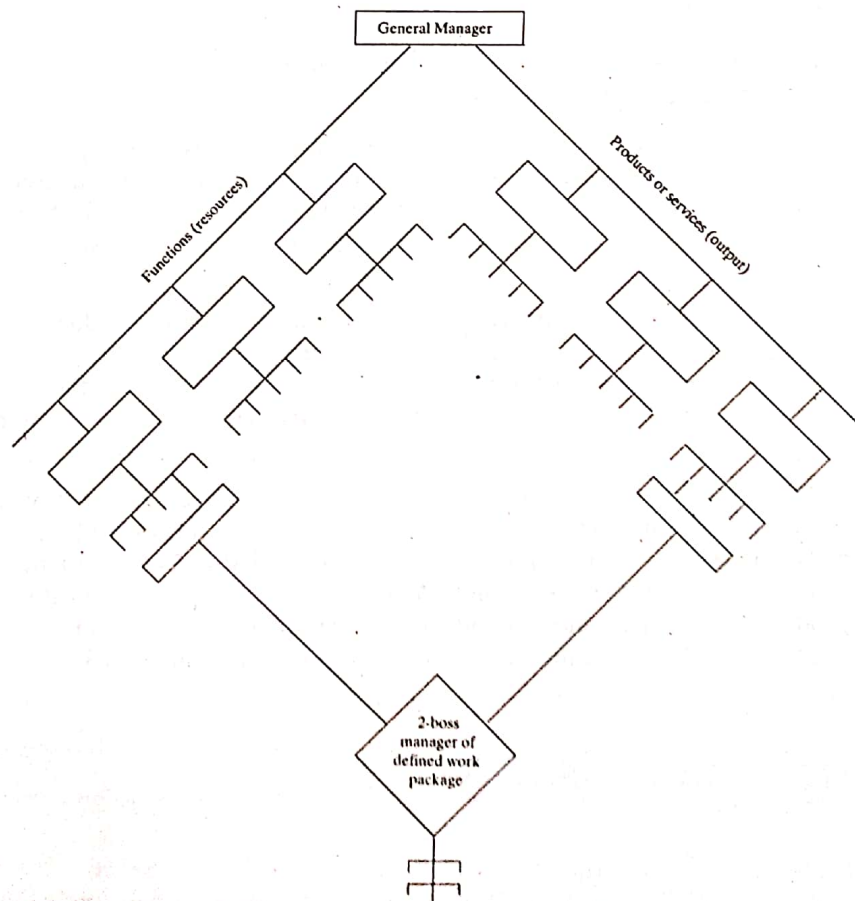 General Manager
Functions (resources)
Products or services (output)
2-boss
manager of
defined work
package